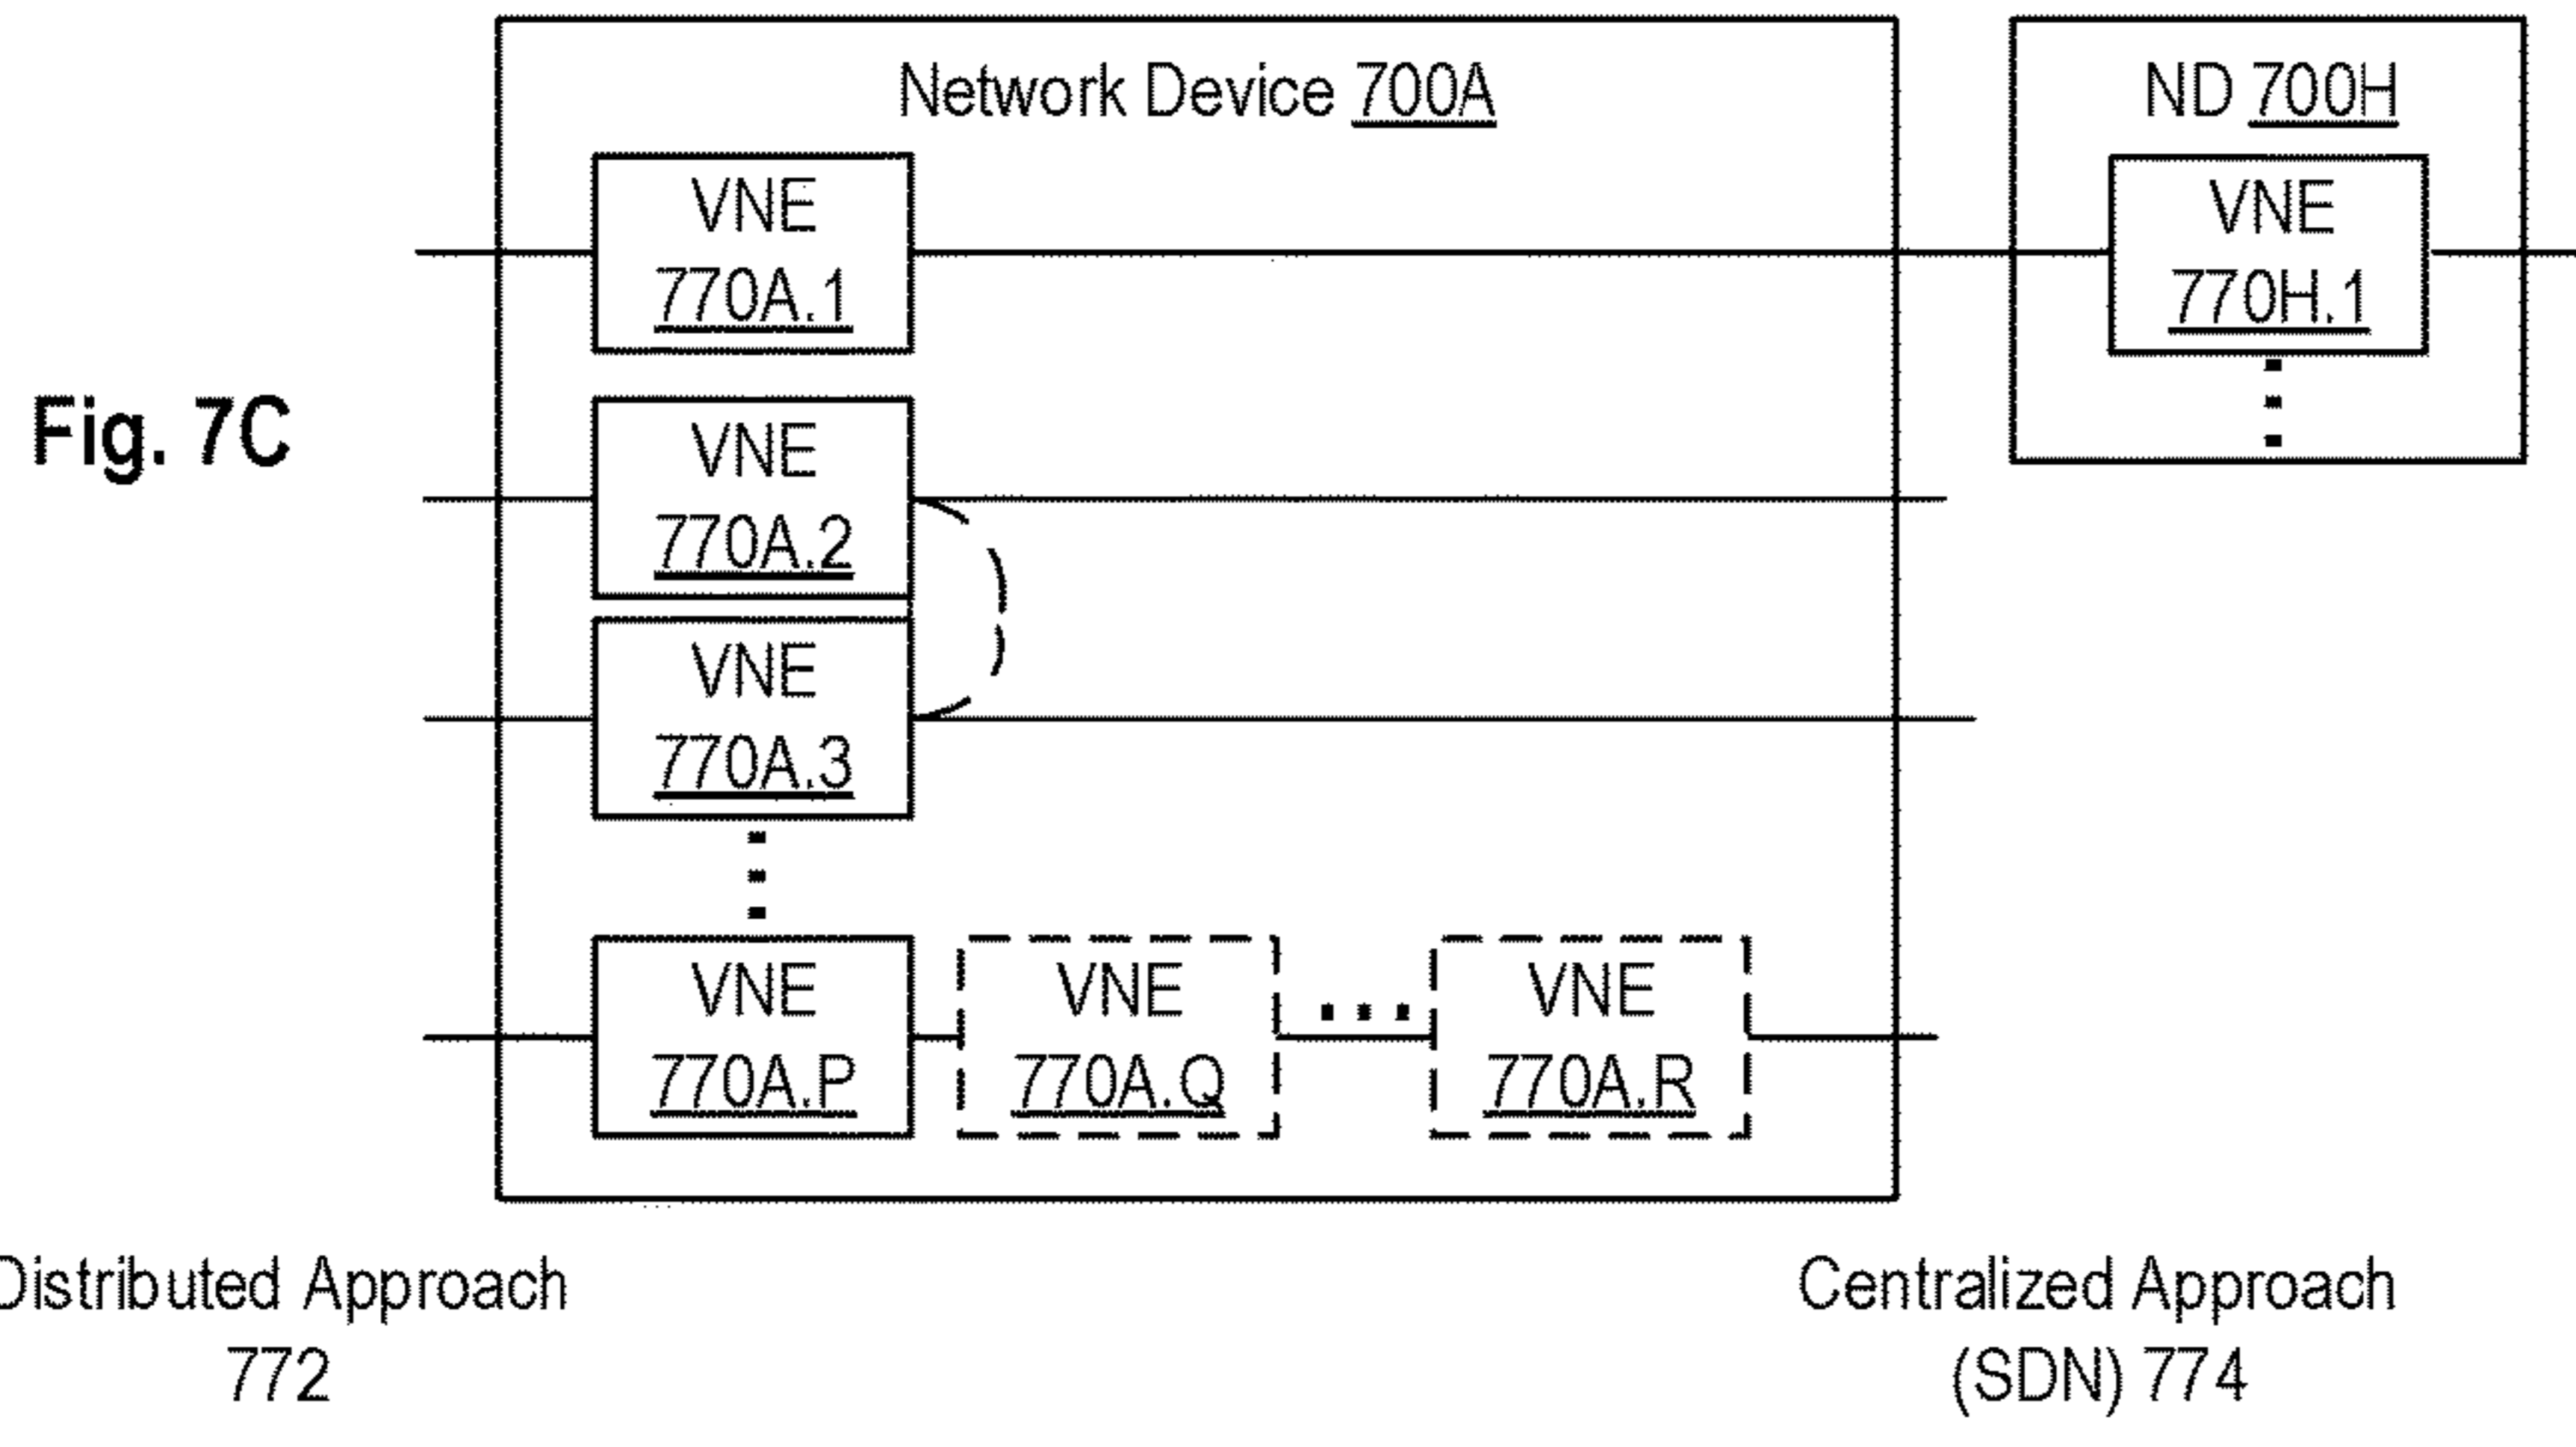 Network Device 700A
ND 700H
VNE
770A.1
VNE
770H.1
Fig. 7C
VNE
770A.2
VNE
770A.3
VNE
770A.P
VNE
770A.Q
VNE
770A.R
Distributed Approach
772
Centralized Approach
(SDN) 774